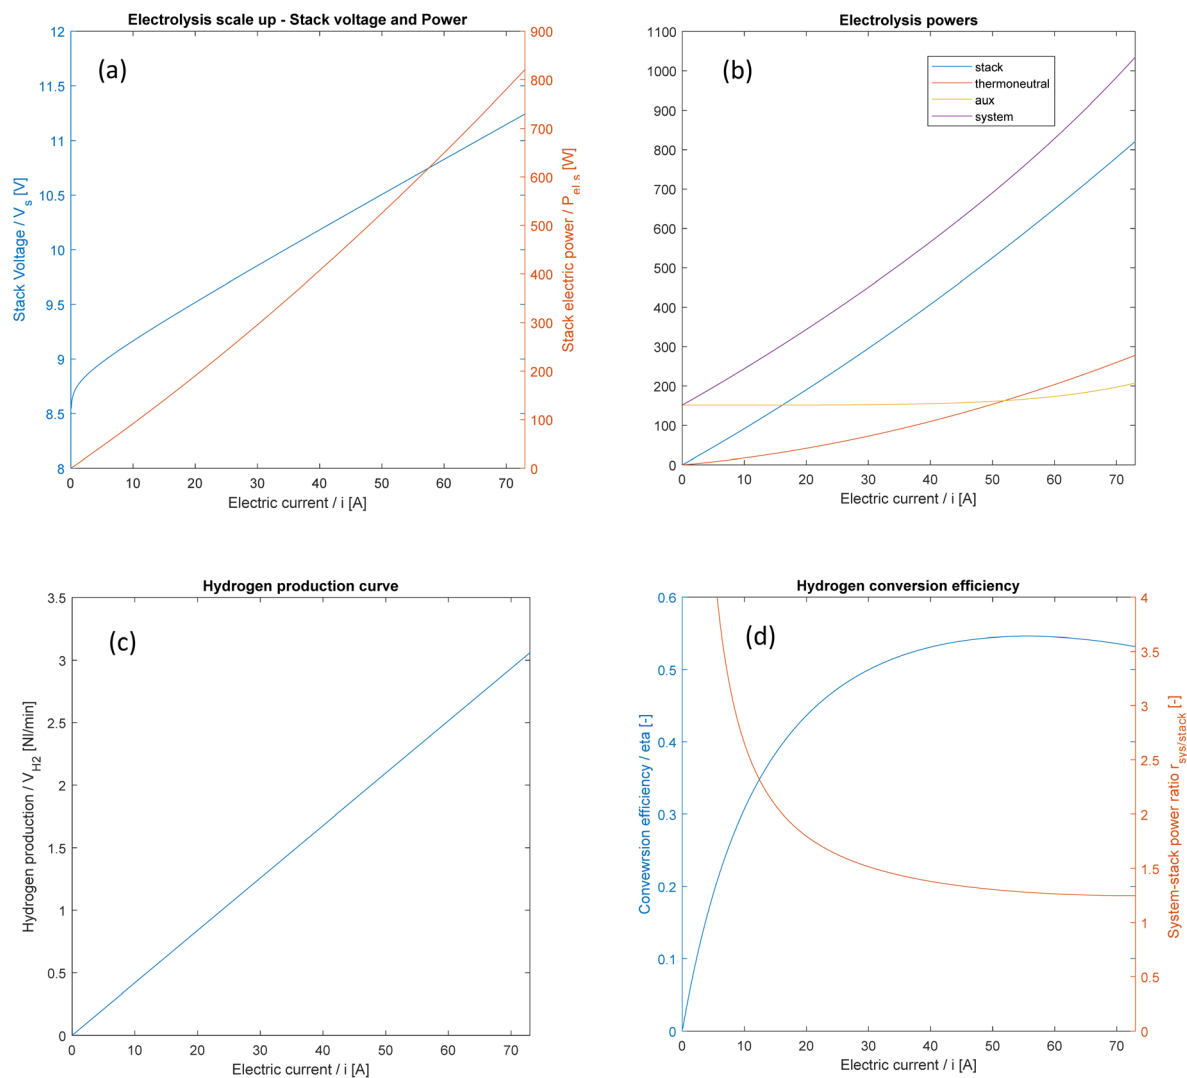 Electrolysis scale up - Stack voltage and Power
(a)
12
11.5
11
10.5
10
9.5
9
8.5
8
Stack Voltage / V_s [V]
900
800
700
600
500
400
300
200
100
0
Stack electric power / P_el.s [W]
0 10 20 30 40 50 60 70
Electric current / i [A]
Electrolysis powers
(b)
stack
thermoneutral
aux
system
1100
1000
900
800
700
600
500
400
300
200
100
0
0 10 20 30 40 50 60 70
Electric current / i [A]
Hydrogen production curve
(c)
3.5
3
2.5
2
1.5
1
0.5
0
Hydrogen production / V_H2 [Nl/min]
0 10 20 30 40 50 60 70
Electric current / i [A]
Hydrogen conversion efficiency
(d)
0.6
0.5
0.4
0.3
0.2
0.1
0
Convewrsion efficiency / eta [-]
4
3.5
3
2.5
2
1.5
1
0.5
0
System-stack power ratio r_sys/stack [-]
0 10 20 30 40 50 60 70
Electric current / i [A]